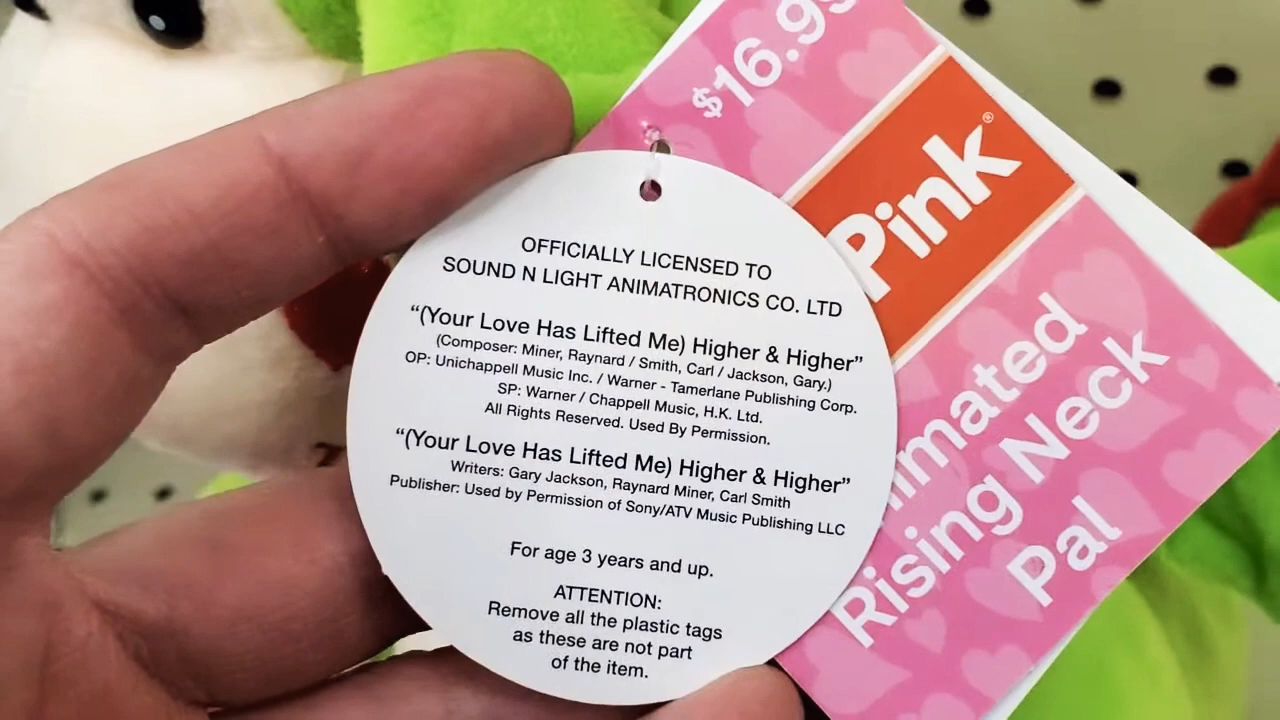 $16.99
Pink®
Animated
Rising Neck
Pal
OFFICIALLY LICENSED TO
SOUND N LIGHT ANIMATRONICS CO. LTD
“(Your Love Has Lifted Me) Higher & Higher”
(Composer: Miner, Raynard / Smith, Carl / Jackson, Gary.)
OP: Unichappell Music Inc. / Warner - Tamerlane Publishing Corp.
SP: Warner / Chappell Music, H.K. Ltd.
All Rights Reserved. Used By Permission.
“(Your Love Has Lifted Me) Higher & Higher”
Writers: Gary Jackson, Raynard Miner, Carl Smith
Publisher: Used by Permission of Sony/ATV Music Publishing LLC
For age 3 years and up.
ATTENTION:
Remove all the plastic tags
as these are not part
of the item.